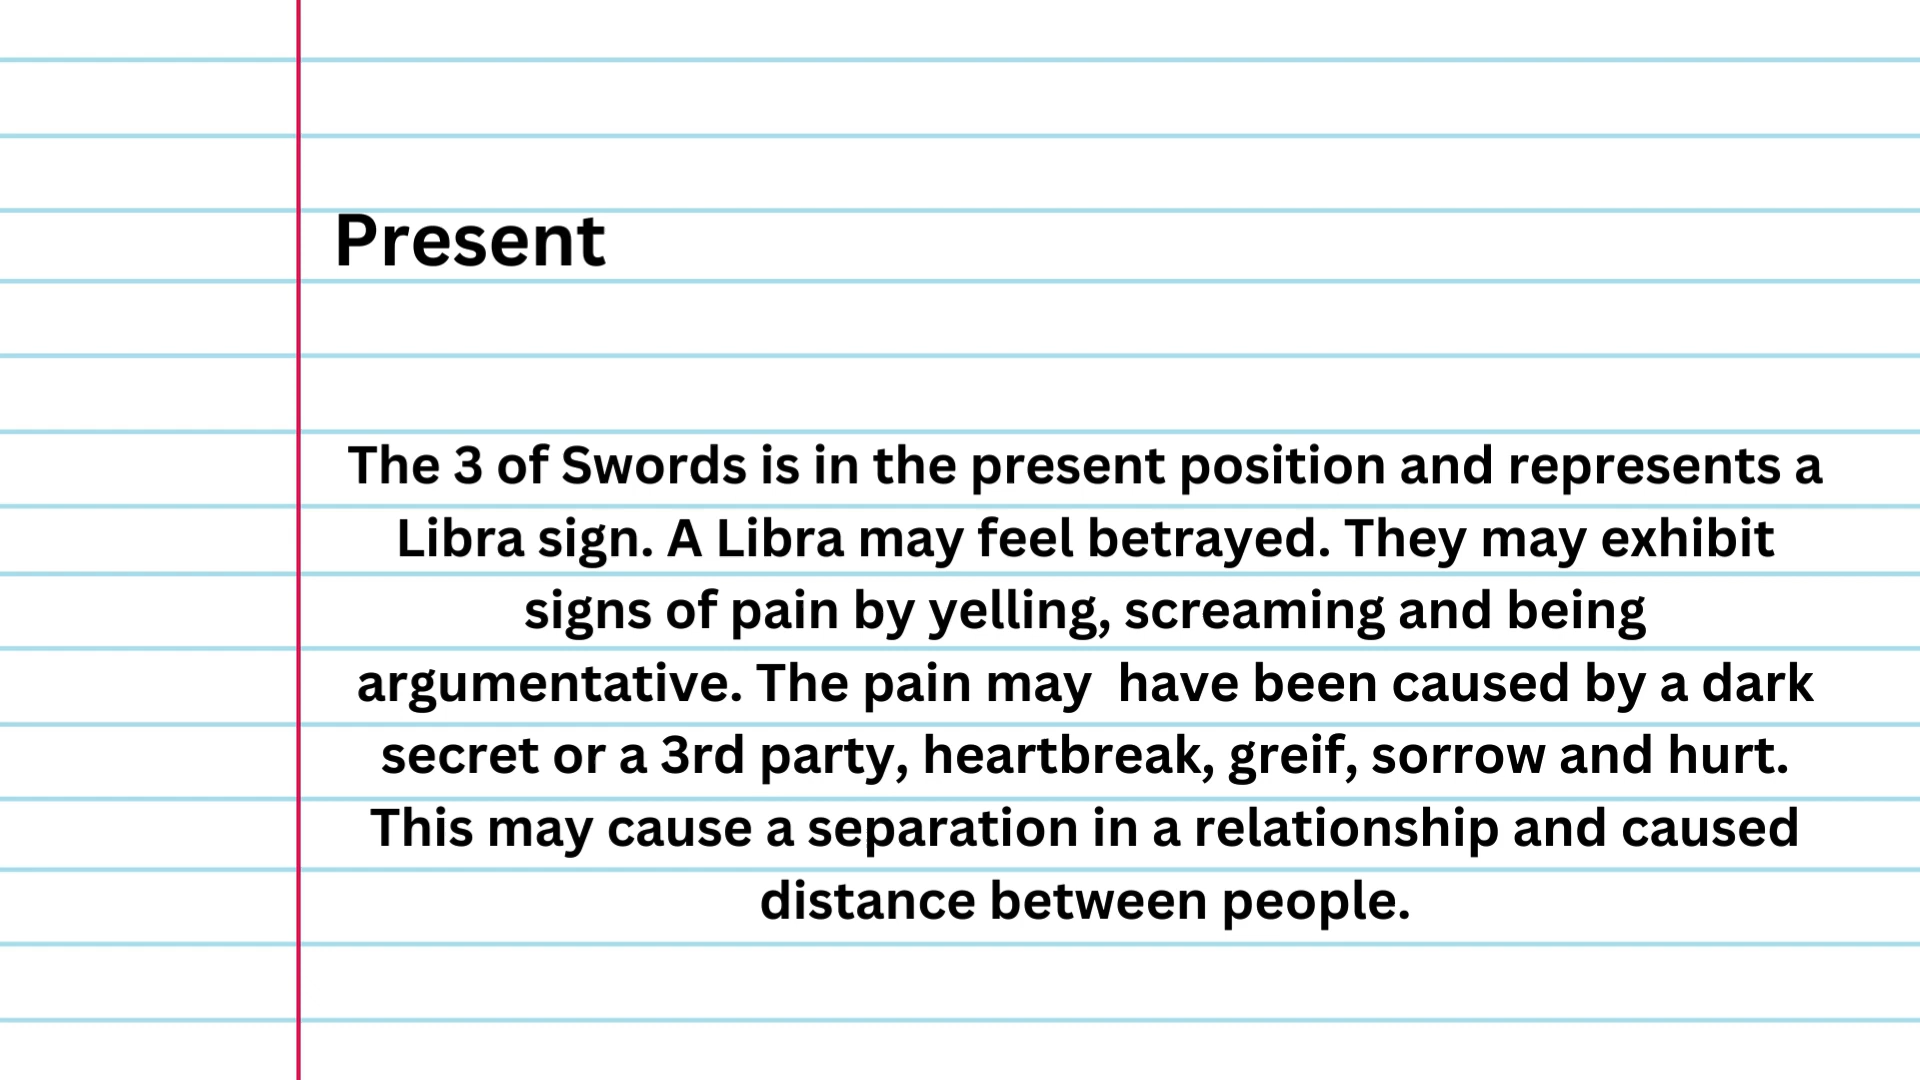 Present
The 3 of Swords is in the present position and represents a
Libra sign. A Libra may feel betrayed. They may exhibit
signs of pain by yelling, screaming and being
argumentative. The pain may  have been caused by a dark
secret or a 3rd party, heartbreak, greif, sorrow and hurt.
This may cause a separation in a relationship and caused
distance between people.